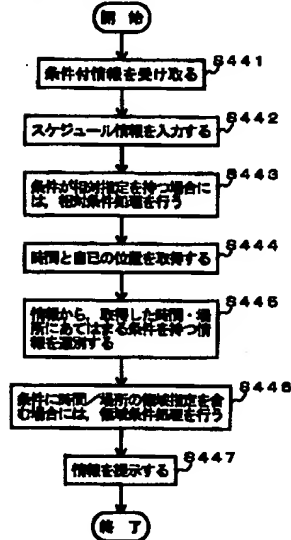 開 始
条件付情報を受け取る
S441
スケジュール情報を入力する
S442
条件が相対指定を持つ場合に
は，相対条件処理を行う
S443
時間と自己の位置を取得する
S444
情報から，取得した時間・場
所にあてはまる条件を持つ情
報を選別する
S445
条件に時間／場所の領域指定を含
む場合には，領域条件処理を行う
S446
情報を提示する
S447
終 了